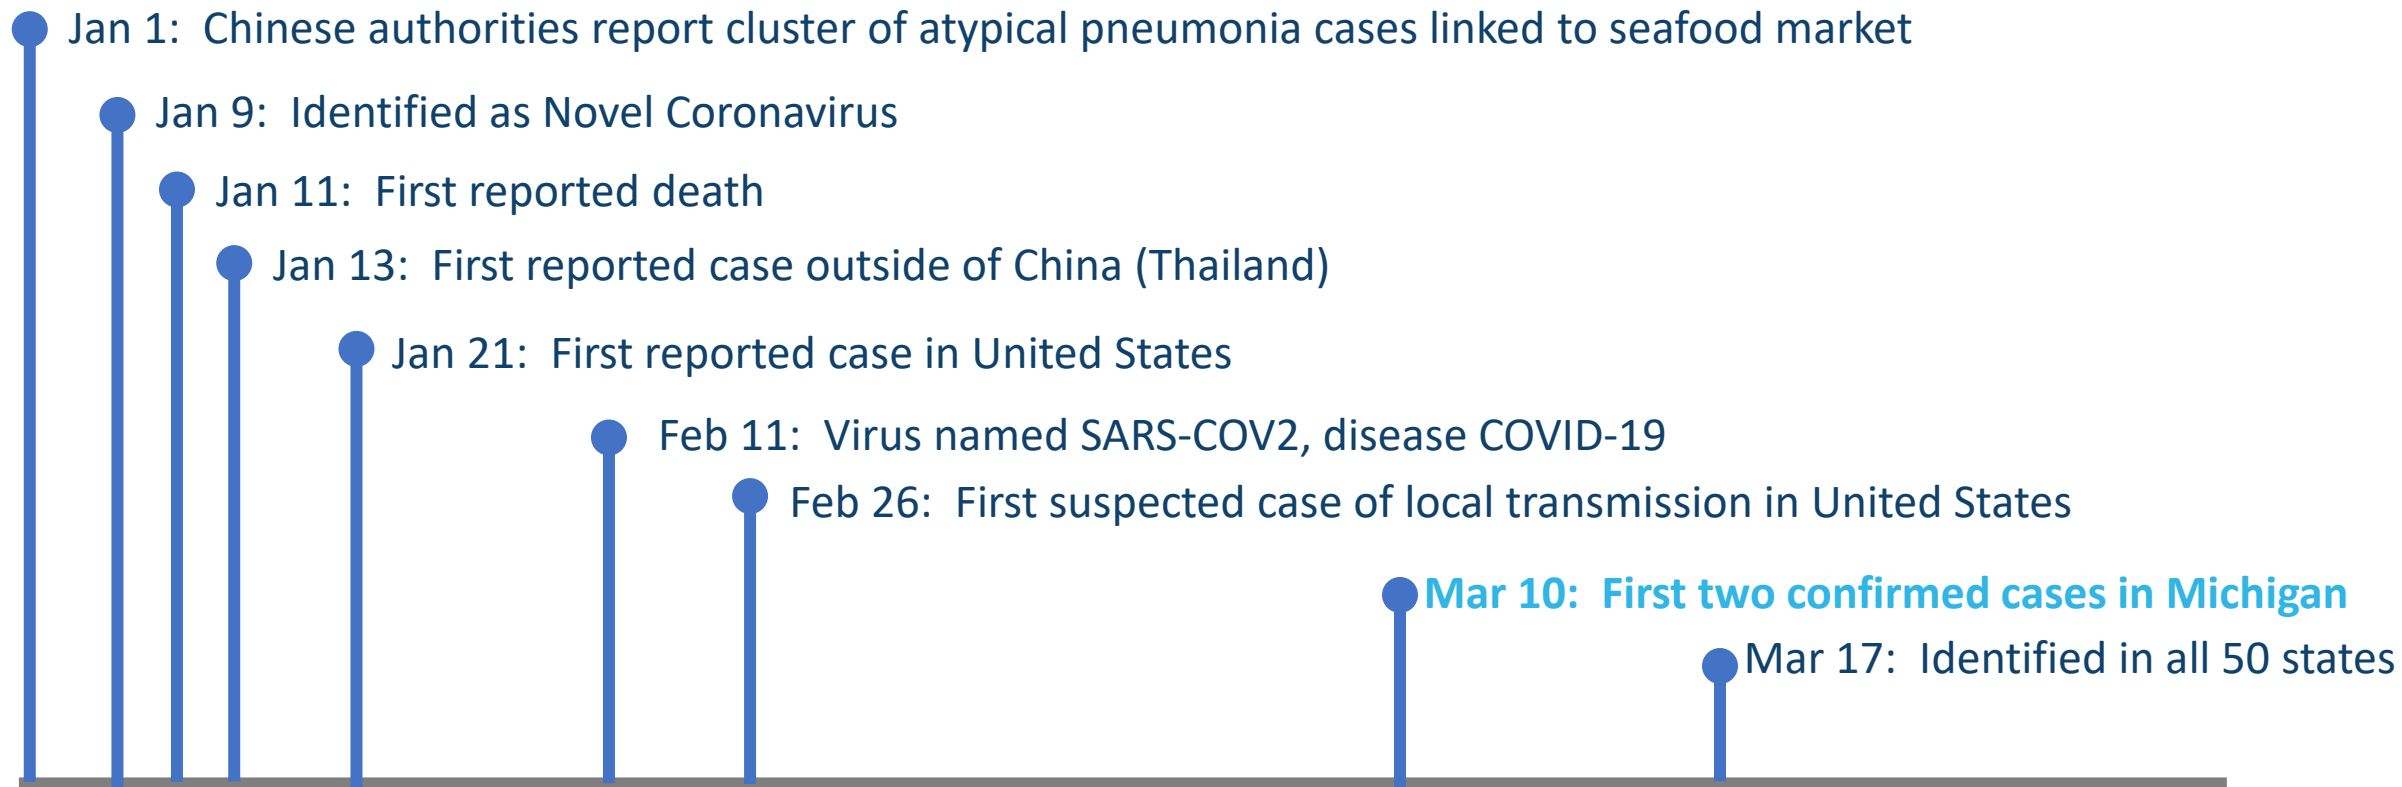 Jan 1:  Chinese authorities report cluster of atypical pneumonia cases linked to seafood market
Jan 9:  Identified as Novel Coronavirus
Jan 11:  First reported death
Jan 13:  First reported case outside of China (Thailand)
Jan 21:  First reported case in United States
Feb 11:  Virus named SARS-COV2, disease COVID-19
Feb 26:  First suspected case of local transmission in United States
Mar 10:  First two confirmed cases in Michigan
Mar 17:  Identified in all 50 states